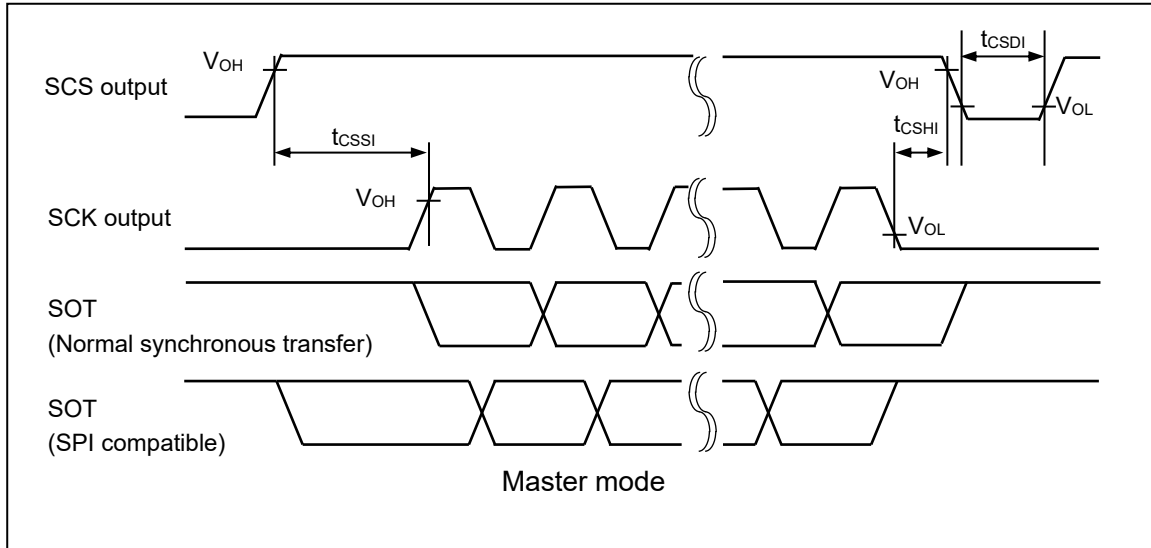 tCSDI
VOH
VOH
SCS output
VOL
tCSHI
tCSSI
VOH
SCK output
VOL
SOT
(Normal synchronous transfer)
SOT
(SPI compatible)
Master mode